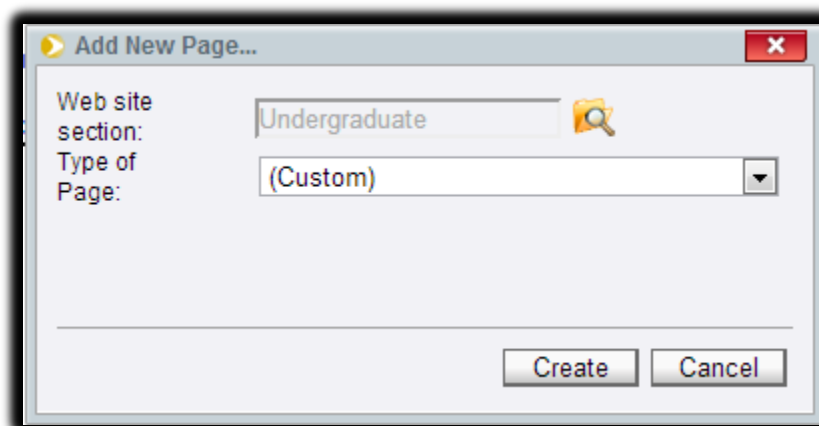 Add New Page...
Web site
section:
Undergraduate
Type of
Page:
(Custom)
Create
Cancel